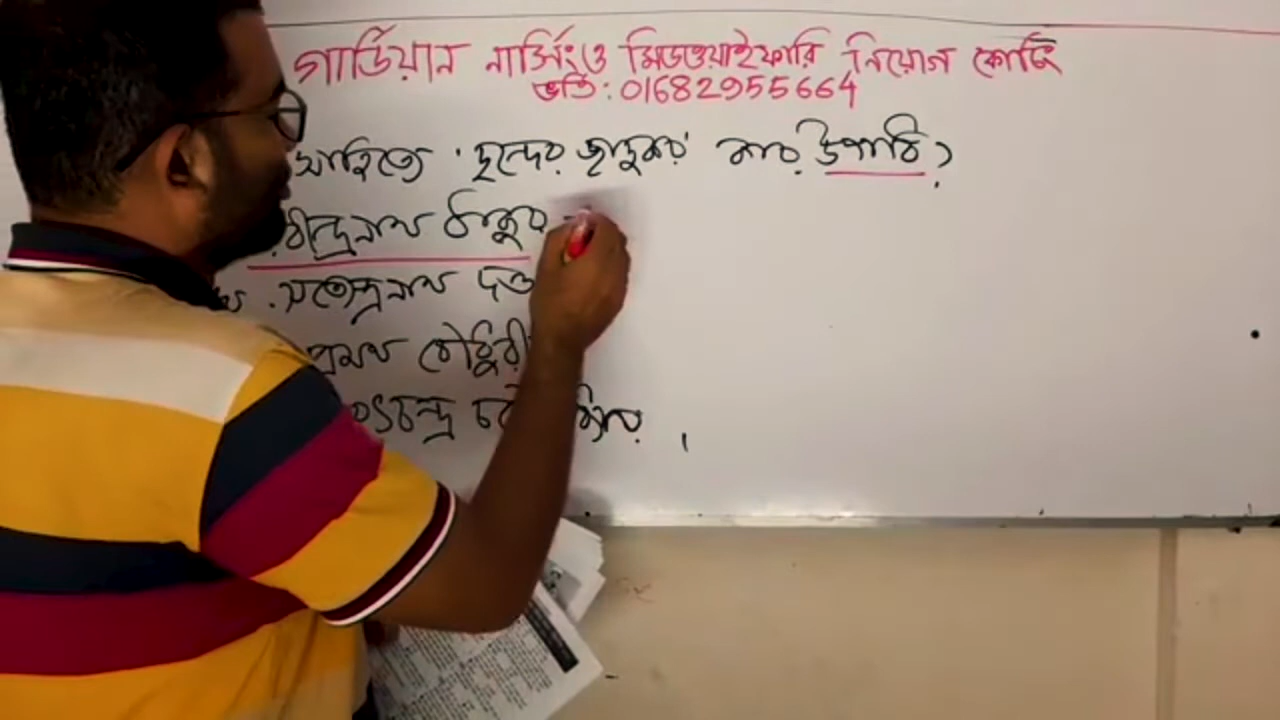 গার্ডিয়ান নার্সিং ও মিডওয়াইফারি নিয়োগ কোচিং
ভর্তি: 01682955664
সাহিত্যে 'ছন্দের জাদুকর' কার উপাধি?
রবীন্দ্রনাথ ঠাকুর -
খ. সত্যেন্দ্রনাথ দত্ত
প্রমথ চৌধুরী